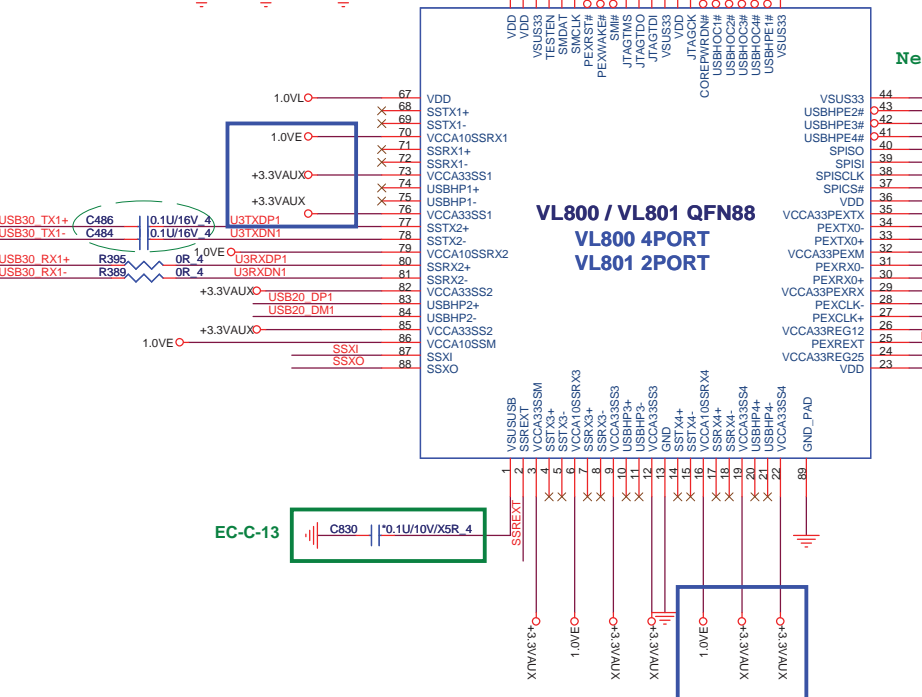 VDD
VDD
VSUS33
TESTEN
SMDAT
SMCLK
PEXRST#
PEXWAKE#
SMI#
JTAGTMS
JTAGTDO
JTAGTDI
VSUS33
VDD
JTAGCK
COREPWRDN#
USBHOC1#
USBHOC2#
USBHOC3#
USBHOC4#
USBHPE1#
VSUS33
Ne
1.0VL 67 VDD
68 SSTX1+
69 SSTX1-
1.0VE 70 VCCA10SSRX1
71 SSRX1+
72 SSRX1-
+3.3VAUX 73 VCCA33SS1
74 USBHP1+
75 USBHP1-
+3.3VAUX
76 VCCA33SS1
USB30_TX1+ C486 0.1U/16V_4 U3TXDP1 77 SSTX2+
USB30_TX1- C484 0.1U/16V_4 U3TXDN1 78 SSTX2-
1.0VE 79 VCCA10SSRX2
USB30_RX1+ R395 0R_4 U3RXDP1 80 SSRX2+
USB30_RX1- R389 0R_4 U3RXDN1 81 SSRX2-
+3.3VAUX 82 VCCA33SS2
USB20_DP1 83 USBHP2+
USB20_DM1 84 USBHP2-
+3.3VAUX 85 VCCA33SS2
1.0VE 86 VCCA10SSM
SSXI 87 SSXI
SSXO 88 SSXO
VL800 / VL801 QFN88
VL800 4PORT
VL801 2PORT
VSUS33 44
USBHPE2# 43
USBHPE3# 42
USBHPE4# 41
SPISO 40
SPISI 39
SPISCLK 38
SPICS# 37
VDD 36
VCCA33PEXTX 35
PEXTX0- 34
PEXTX0+ 33
VCCA33PEXM 32
PEXRX0- 31
PEXRX0+ 30
VCCA33PEXRX 29
PEXCLK- 28
PEXCLK+ 27
VCCA33REG12 26
PEXREXT 25
VCCA33REG25 24
VDD 23
VSUSUSB 1
SSREXT 2
VCCA33SSM 3
SSTX3+ 4
SSTX3- 5
VCCA10SSRX3 6
SSRX3+ 7
SSRX3- 8
VCCA33SS3 9
USBHP3+ 10
USBHP3- 11
VCCA33SS3 12
GND 13
SSTX4+ 14
SSTX4- 15
VCCA10SSRX4 16
SSRX4+ 17
SSRX4- 18
VCCA33SS4 19
USBHP4+ 20
USBHP4- 21
VCCA33SS4 22
GND_PAD 89
EC-C-13
C830 *0.1U/10V/X5R_4
SSREXT
+3.3VAUX
1.0VE
+3.3VAUX
+3.3VAUX
1.0VE
+3.3VAUX
+3.3VAUX